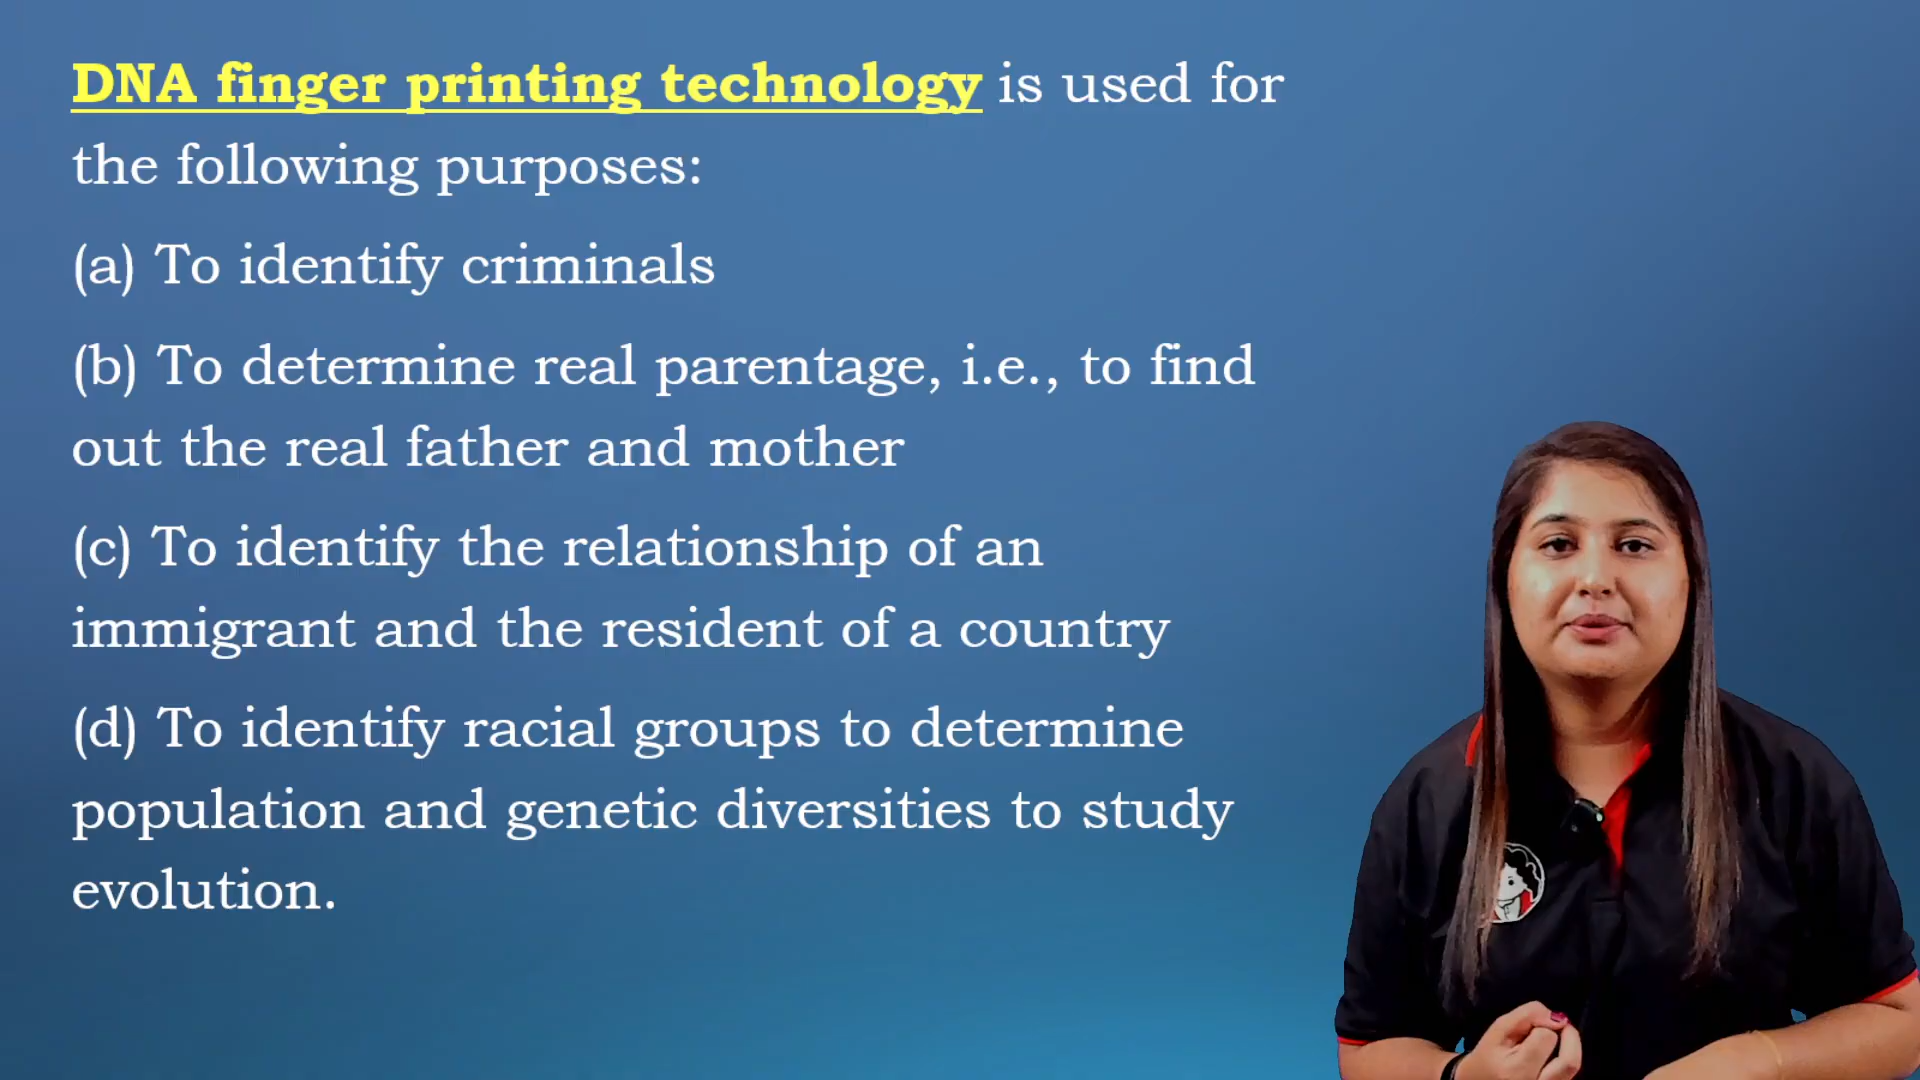 DNA finger printing technology is used for
the following purposes:
(a) To identify criminals
(b) To determine real parentage, i.e., to find
out the real father and mother
(c) To identify the relationship of an
immigrant and the resident of a country
(d) To identify racial groups to determine
population and genetic diversities to study
evolution.